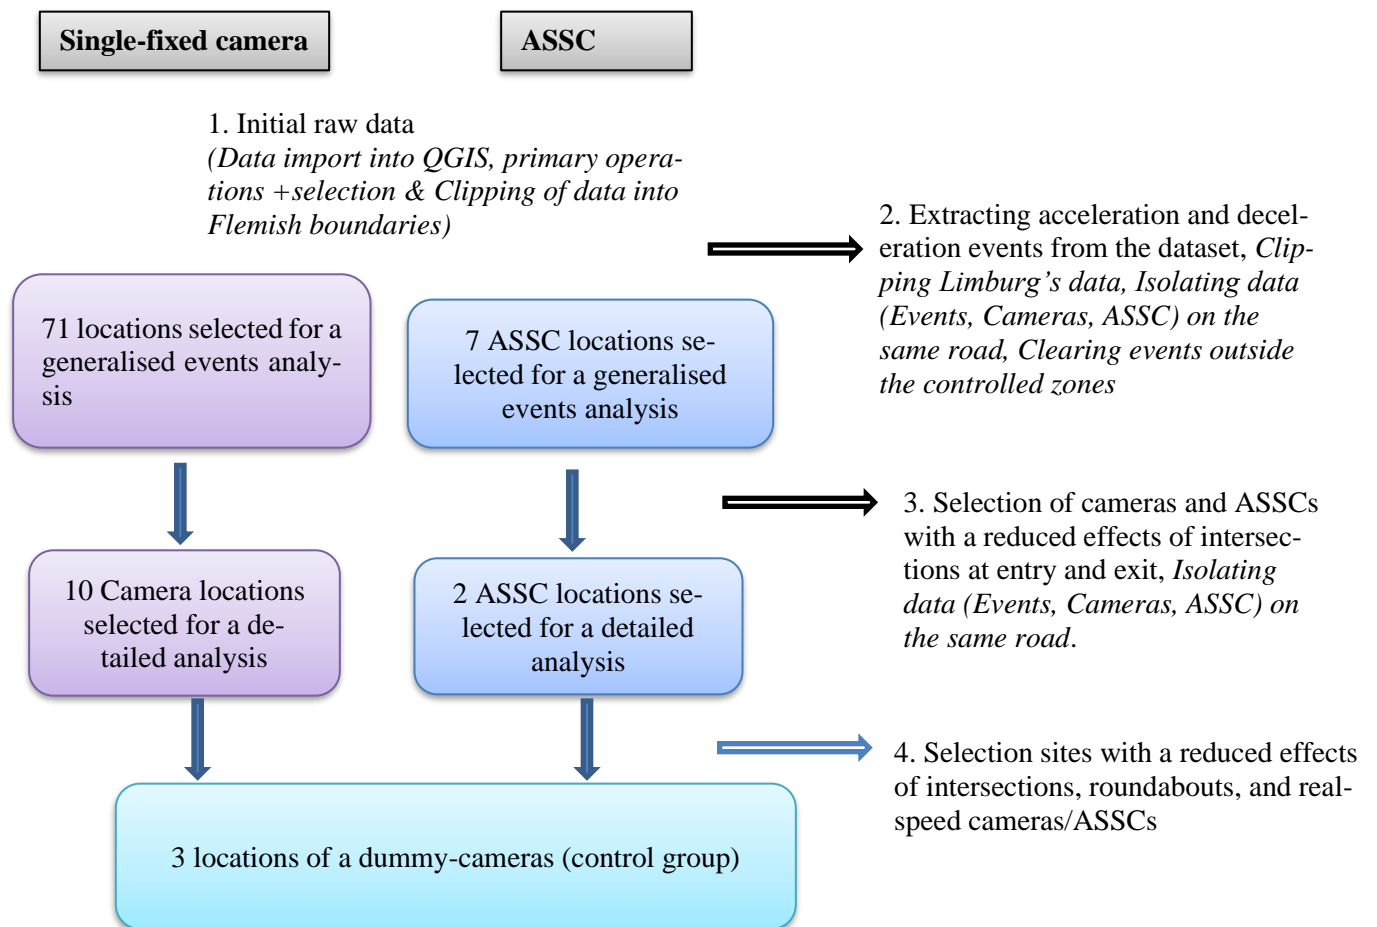 Single-fixed camera
ASSC
1. Initial raw data
(Data import into QGIS, primary opera-
tions +selection & Clipping of data into
Flemish boundaries)
2. Extracting acceleration and decel-
eration events from the dataset, Clip-
ping Limburg’s data, Isolating data
(Events, Cameras, ASSC) on the
same road, Clearing events outside
the controlled zones
71 locations selected for a
generalised events analy-
sis
7 ASSC locations se-
lected for a generalised
events analysis
3. Selection of cameras and ASSCs
with a reduced effects of intersec-
tions at entry and exit, Isolating
data (Events, Cameras, ASSC) on
the same road.
10 Camera locations
selected for a de-
tailed analysis
2 ASSC locations se-
lected for a detailed
analysis
4. Selection sites with a reduced effects
of intersections, roundabouts, and real-
speed cameras/ASSCs
3 locations of a dummy-cameras (control group)